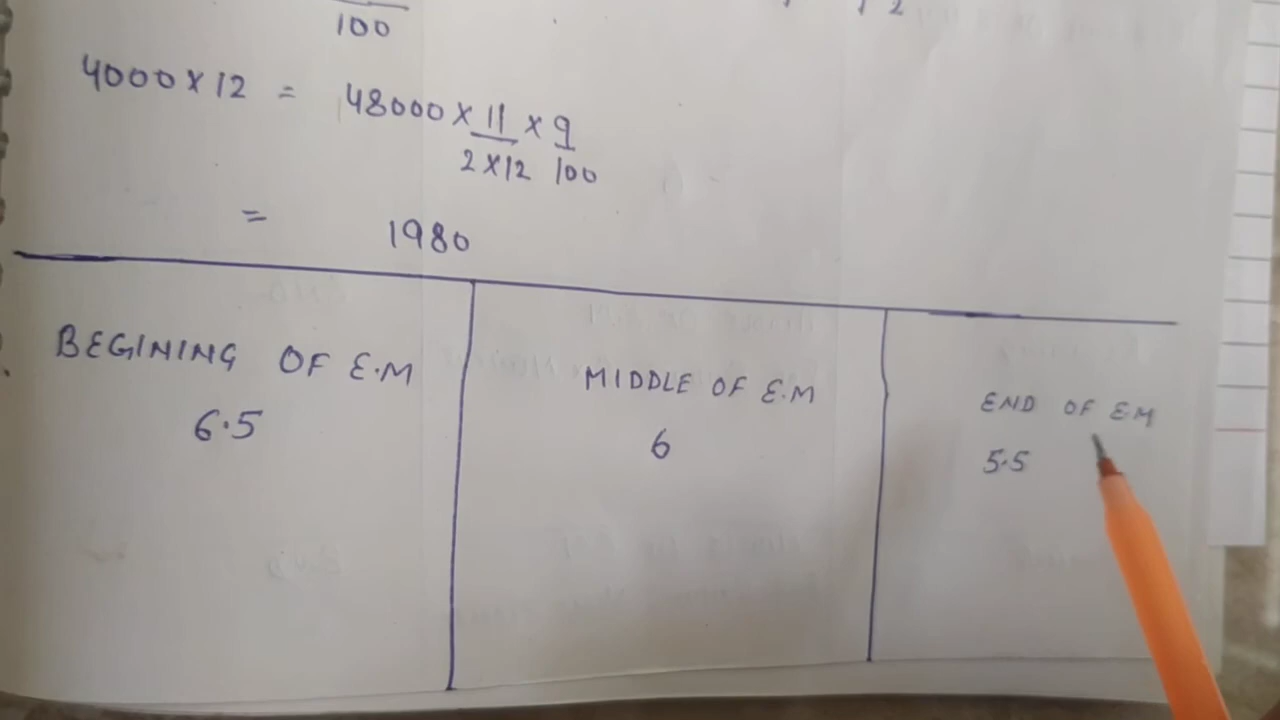 100
4000 x 12 = 48000 x 11 x 9
2 x 12 100
= 1980
BEGINING OF E.M
6.5
MIDDLE OF E.M
6
END OF E.M
5.5